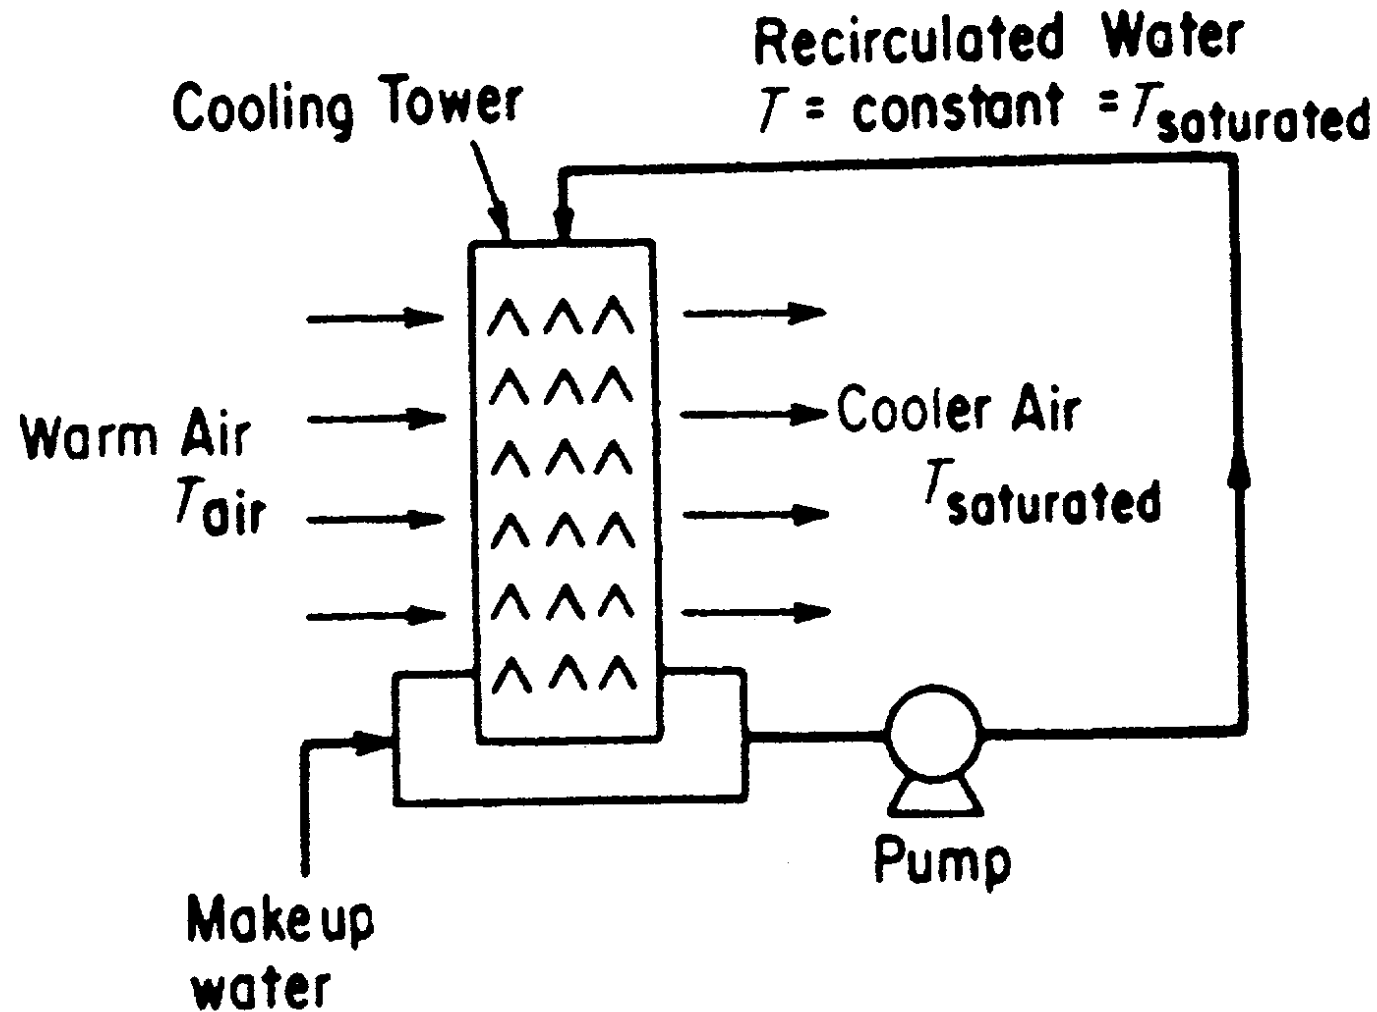 Recirculated Water
T = constant = Tsaturated
Cooling Tower
Warm Air
Tair
Cooler Air
Tsaturated
Pump
Makeup
water